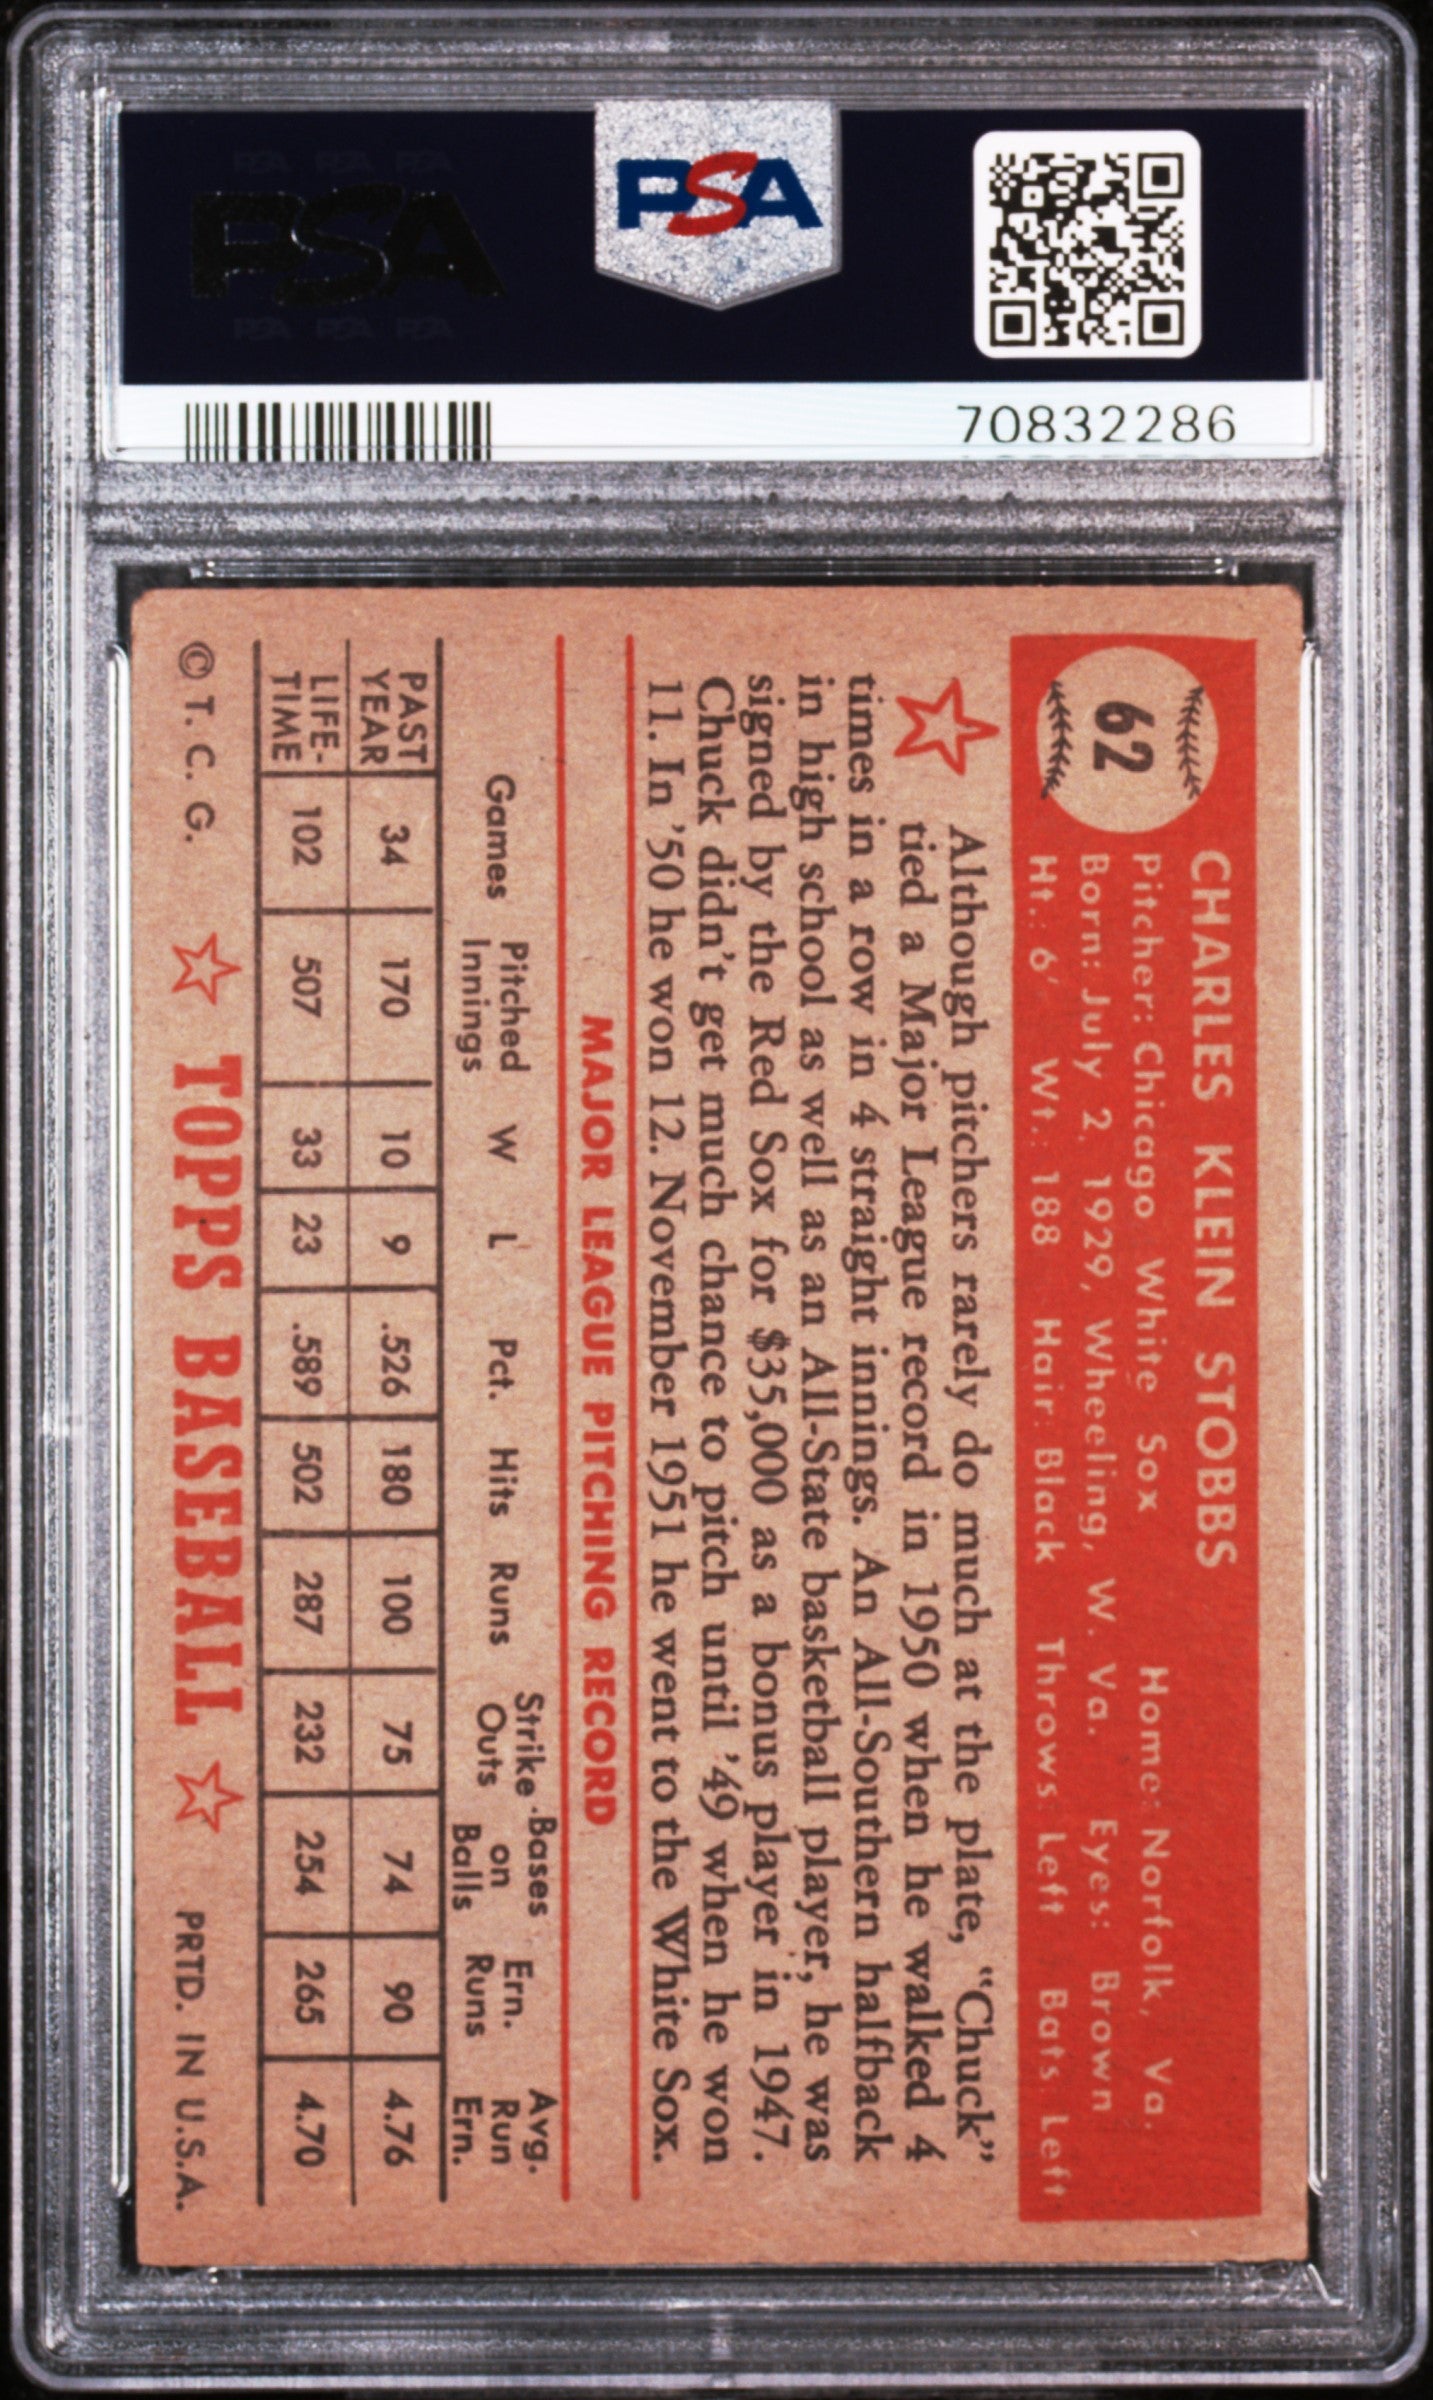 PSA PSA PSA
PSA
PSA PSA PSA
PSA
70832286
62
CHARLES KLEIN STOBBS
Pitcher: Chicago White Sox Home: Norfolk, Va.
Born: July 2, 1929, Wheeling, W. Va. Eyes: Brown
Ht.: 6' Wt.: 188 Hair: Black Throws: Left Bats: Left
Although pitchers rarely do much at the plate, “Chuck”
tied a Major League record in 1950 when he walked 4
times in a row in 4 straight innings. An All-Southern halfback
in high school as well as an All-State basketball player, he was
signed by the Red Sox for $35,000 as a bonus player in 1947.
Chuck didn't get much chance to pitch until '49 when he won
11. In '50 he won 12. November 1951 he went to the White Sox.
MAJOR LEAGUE PITCHING RECORD
Games Pitched Innings W L Pct. Hits Runs Strike Outs Bases on Balls Ern. Runs Avg. Run Ern.
PAST YEAR 34 170 10 9 .526 180 100 75 74 90 4.76
LIFE-TIME 102 507 33 23 .589 502 287 232 254 265 4.70
© T. C. G. ☆ TOPPS BASEBALL ☆ PRTD. IN U.S.A.